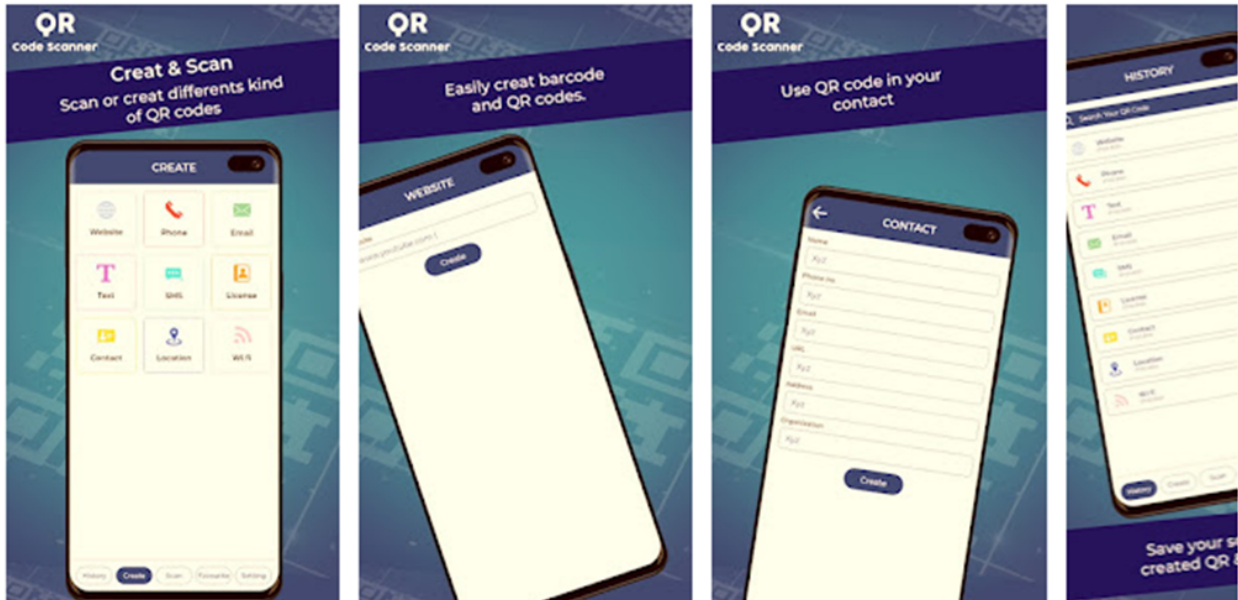 QR
Code Scanner
Creat & Scan
Scan or creat differents kind
of QR codes
CREATE
Website
Phone
Email
Text
SMS
License
Contact
Location
Wi-fi
History
Create
Scan
Favourite
Setting
QR
Code Scanner
Easily creat barcode
and QR codes.
WEBSITE
Create
QR
Code Scanner
Use QR code in your
contact
CONTACT
Name
Xyz
Phone no
Xyz
Email
Xyz
URL
Xyz
Address
Xyz
Organization
Xyz
Create
HISTORY
Search Your QR Code
Website
Phone
Text
Email
SMS
License
Contact
Location
Wi-fi
History
Create
Scan
Save your s
created QR &